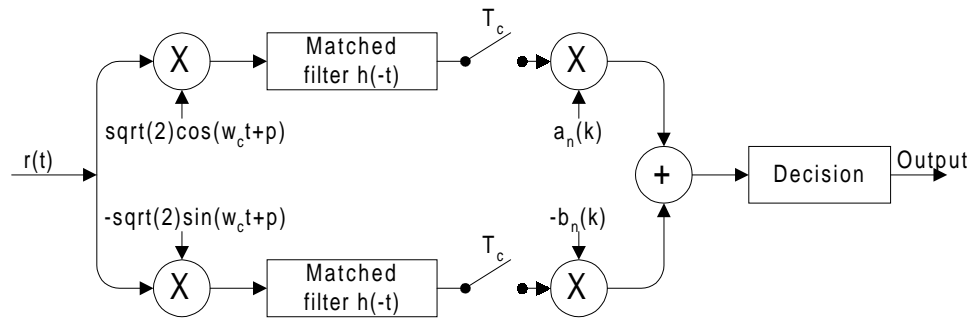 X
Matched
filter h(-t)
T_c
X
sqrt(2)cos(w_ct+p)
a_n(k)
r(t)
+
Decision
Output
-sqrt(2)sin(w_ct+p)
-b_n(k)
X
Matched
filter h(-t)
T_c
X